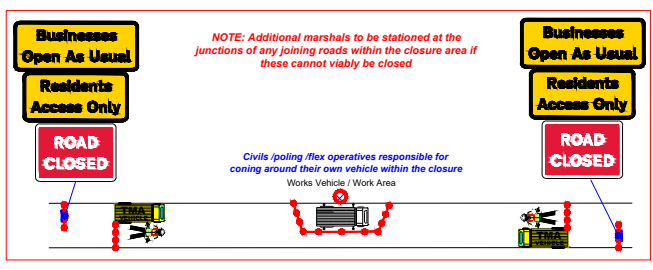 Businesses
Open As Usual
Residents
Access Only
ROAD
CLOSED
NOTE: Additional marshals to be stationed at the
junctions of any joining roads within the closure area if
these cannot viably be closed
Civils /poling /flex operatives responsible for
coning around their own vehicle within the closure
Works Vehicle / Work Area
Businesses
Open As Usual
Residents
Access Only
ROAD
CLOSED
TMA
VEHICLE
TMA
VEHICLE